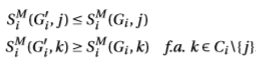 S_i^M(G_i′, j) ≤ S_i^M(G_i, j)
S_i^M(G_i′, k) ≥ S_i^M(G_i, k) f.a. k ∈ C_i\{j}